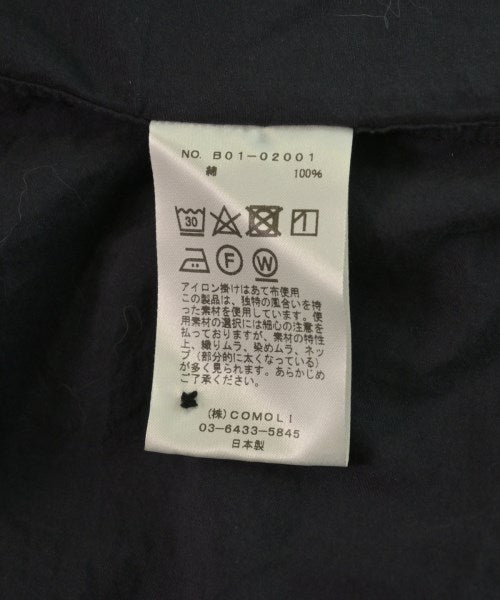 NO. B01-02001
綿 100%
30
F W
アイロン掛けはあて布使用
この製品は、独特の風合いを持
った素材を使用しています。使
用素材の選択には細心の注意を
払っておりますが、素材の特性
上、織りムラ、染めムラ、ネッ
プ（部分的に太くなっている）
が多く見られます。あらかじめ
ご了承ください。
(株) COMOLI
03-6433-5845
日本製